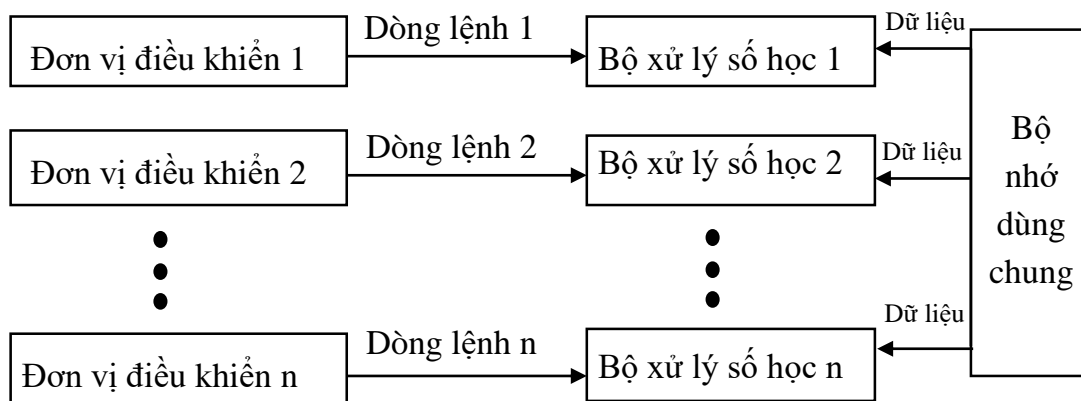 Đơn vị điều khiển 1
Dòng lệnh 1
Bộ xử lý số học 1
Dữ liệu
Đơn vị điều khiển 2
Dòng lệnh 2
Bộ xử lý số học 2
Dữ liệu
Bộ
nhớ
dùng
chung
Đơn vị điều khiển n
Dòng lệnh n
Bộ xử lý số học n
Dữ liệu